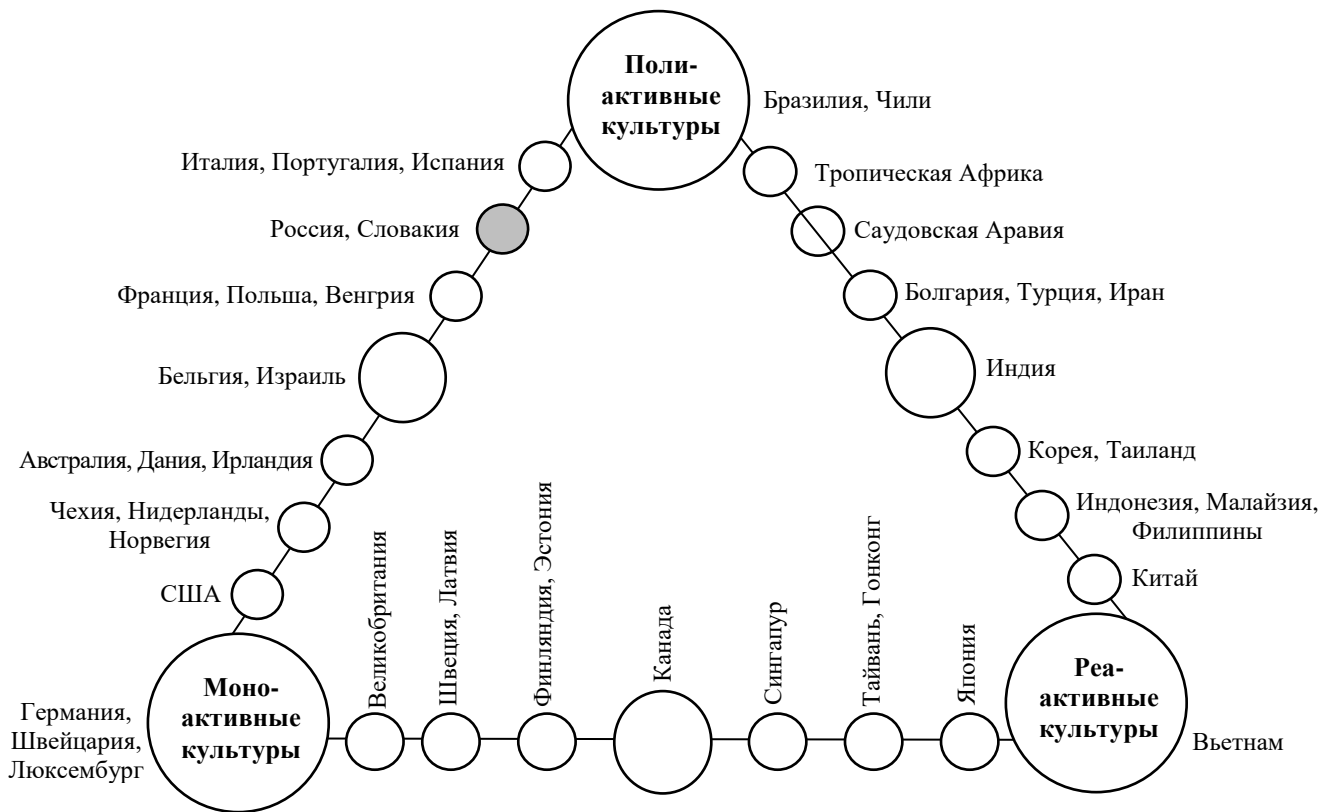 Поли-
активные
культуры
Бразилия, Чили
Италия, Португалия, Испания
Тропическая Африка
Россия, Словакия
Саудовская Аравия
Франция, Польша, Венгрия
Болгария, Турция, Иран
Бельгия, Израиль
Индия
Австралия, Дания, Ирландия
Корея, Таиланд
Чехия, Нидерланды,
Норвегия
Индонезия, Малайзия,
Филиппины
США
Китай
Великобритания
Швеция, Латвия
Финляндия, Эстония
Канада
Сингапур
Тайвань, Гонконг
Япония
Моно-
активные
культуры
Реа-
активные
культуры
Германия,
Швейцария,
Люксембург
Вьетнам